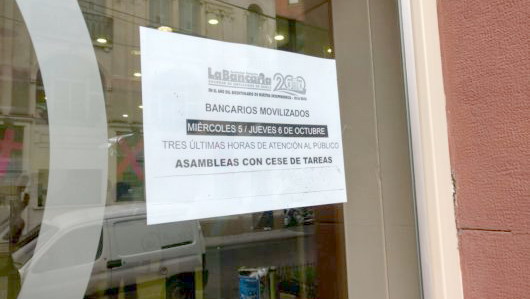 LaBancaria 200
BANCARIOS MOVILIZADOS
MIÉRCOLES 5 / JUEVES 6 DE OCTUBRE
TRES ÚLTIMAS HORAS DE ATENCIÓN AL PÚBLICO
ASAMBLEAS CON CESE DE TAREAS